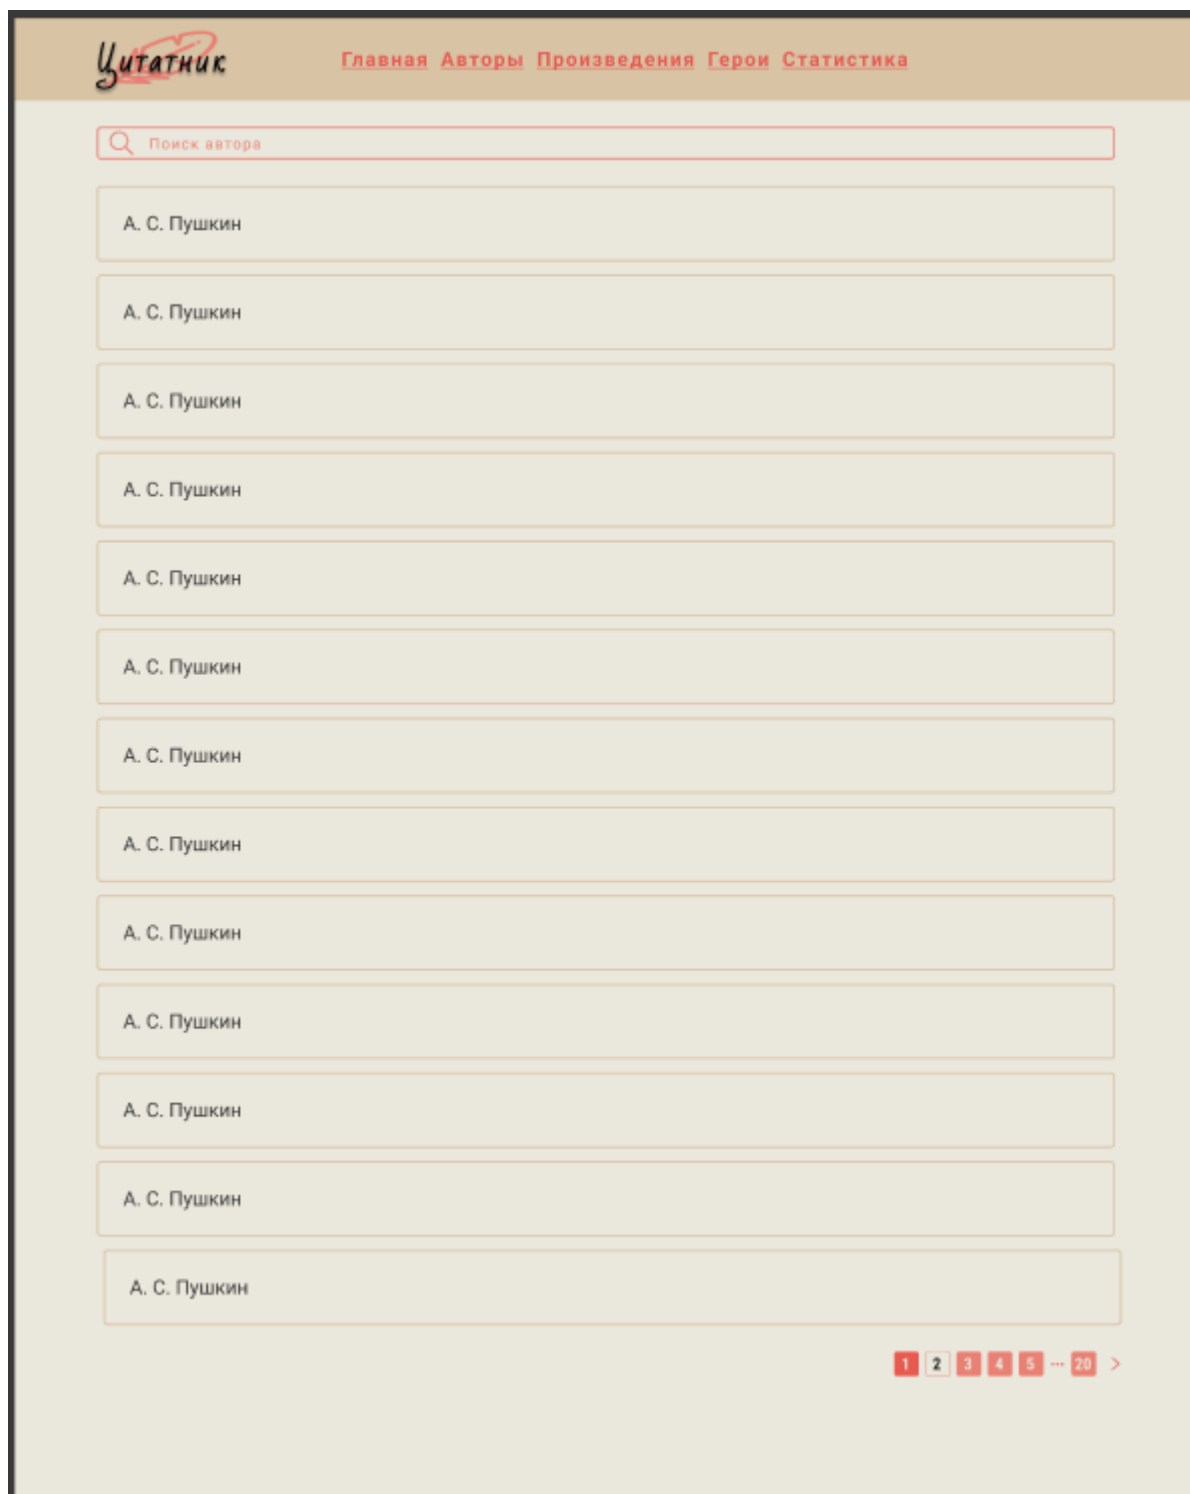 Цитатник
Главная Авторы Произведения Герои Статистика
Поиск автора
А. С. Пушкин
А. С. Пушкин
А. С. Пушкин
А. С. Пушкин
А. С. Пушкин
А. С. Пушкин
А. С. Пушкин
А. С. Пушкин
А. С. Пушкин
А. С. Пушкин
А. С. Пушкин
А. С. Пушкин
А. С. Пушкин
1 2 3 4 5 ... 20 >